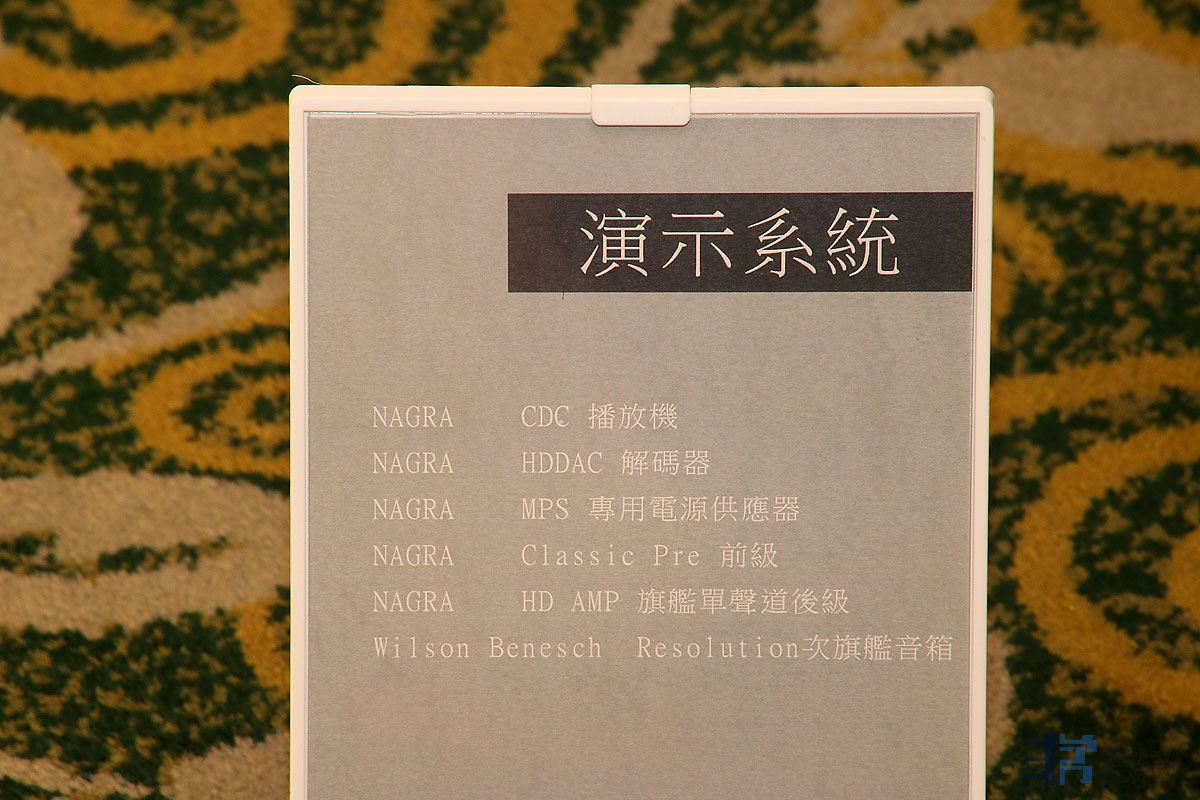 演示系統
NAGRA CDC 播放機
NAGRA HDDAC 解碼器
NAGRA MPS 專用電源供應器
NAGRA Classic Pre 前級
NAGRA HD AMP 旗艦單聲道後級
Wilson Benesch Resolution次旗艦音箱